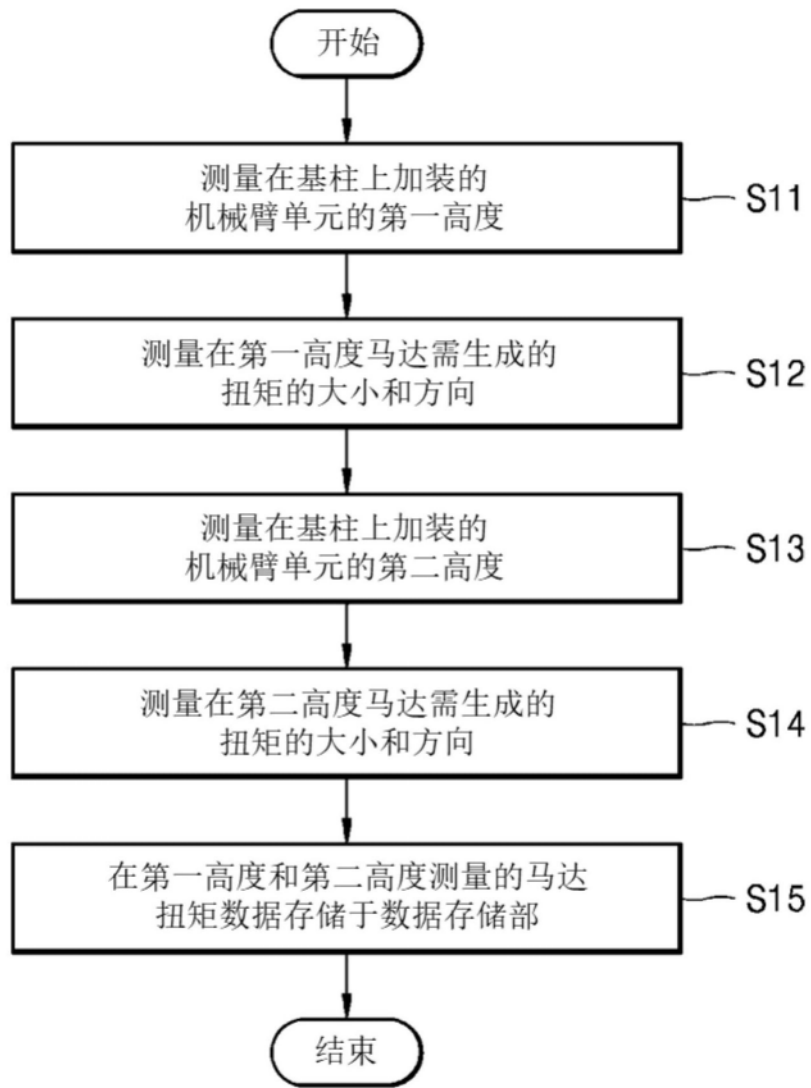 开始
测量在基柱上加装的
机械臂单元的第一高度
S11
测量在第一高度马达需生成的
扭矩的大小和方向
S12
测量在基柱上加装的
机械臂单元的第二高度
S13
测量在第二高度马达需生成的
扭矩的大小和方向
S14
在第一高度和第二高度测量的马达
扭矩数据存储于数据存储部
S15
结束